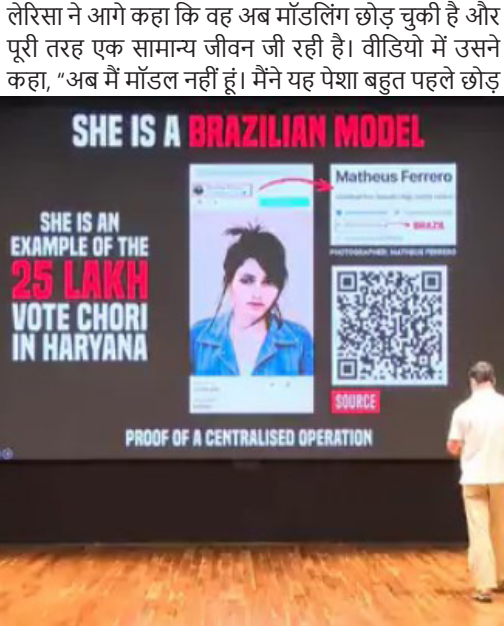 लेरिसा ने आगे कहा कि वह अब मॉडलिंग छोड़ चुकी है और
पूरी तरह एक सामान्य जीवन जी रही है। वीडियो में उसने
कहा, “अब मैं मॉडल नहीं हूं। मैंने यह पेशा बहुत पहले छोड़
SHE IS A BRAZILIAN MODEL
SHE IS AN
EXAMPLE OF THE
25 LAKH
VOTE CHORI
IN HARYANA
Matheus Ferrero
BRAZIL
PHOTOGRAPHER: MATHEUS FERRERO
SOURCE
PROOF OF A CENTRALISED OPERATION